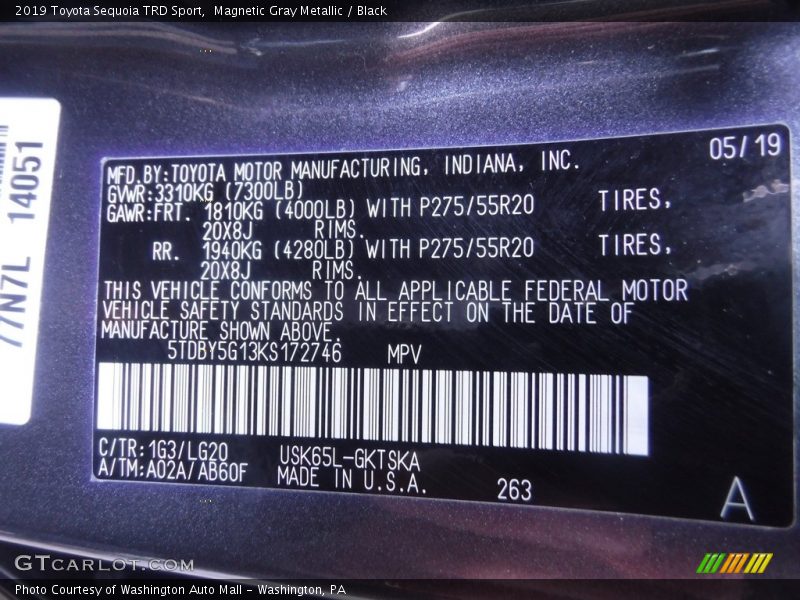 2019 Toyota Sequoia TRD Sport,  Magnetic Gray Metallic / Black
05/19
MFD.BY:TOYOTA MOTOR MANUFACTURING, INDIANA, INC.
GVWR:3310KG (7300LB)
GAWR:FRT. 1810KG (4000LB) WITH P275/55R20 TIRES,
20X8J RIMS.
RR. 1940KG (4280LB) WITH P275/55R20 TIRES,
20X8J RIMS.
THIS VEHICLE CONFORMS TO ALL APPLICABLE FEDERAL MOTOR
VEHICLE SAFETY STANDARDS IN EFFECT ON THE DATE OF
MANUFACTURE SHOWN ABOVE.
5TDBY5G13KS172746 MPV
C/TR:1G3/LG20 USK65L-GKTSKA
A/TM:A02A/AB60F MADE IN U.S.A. 263
A
77N7L 14051
GTCARLOT.COM
Photo Courtesy of Washington Auto Mall – Washington, PA